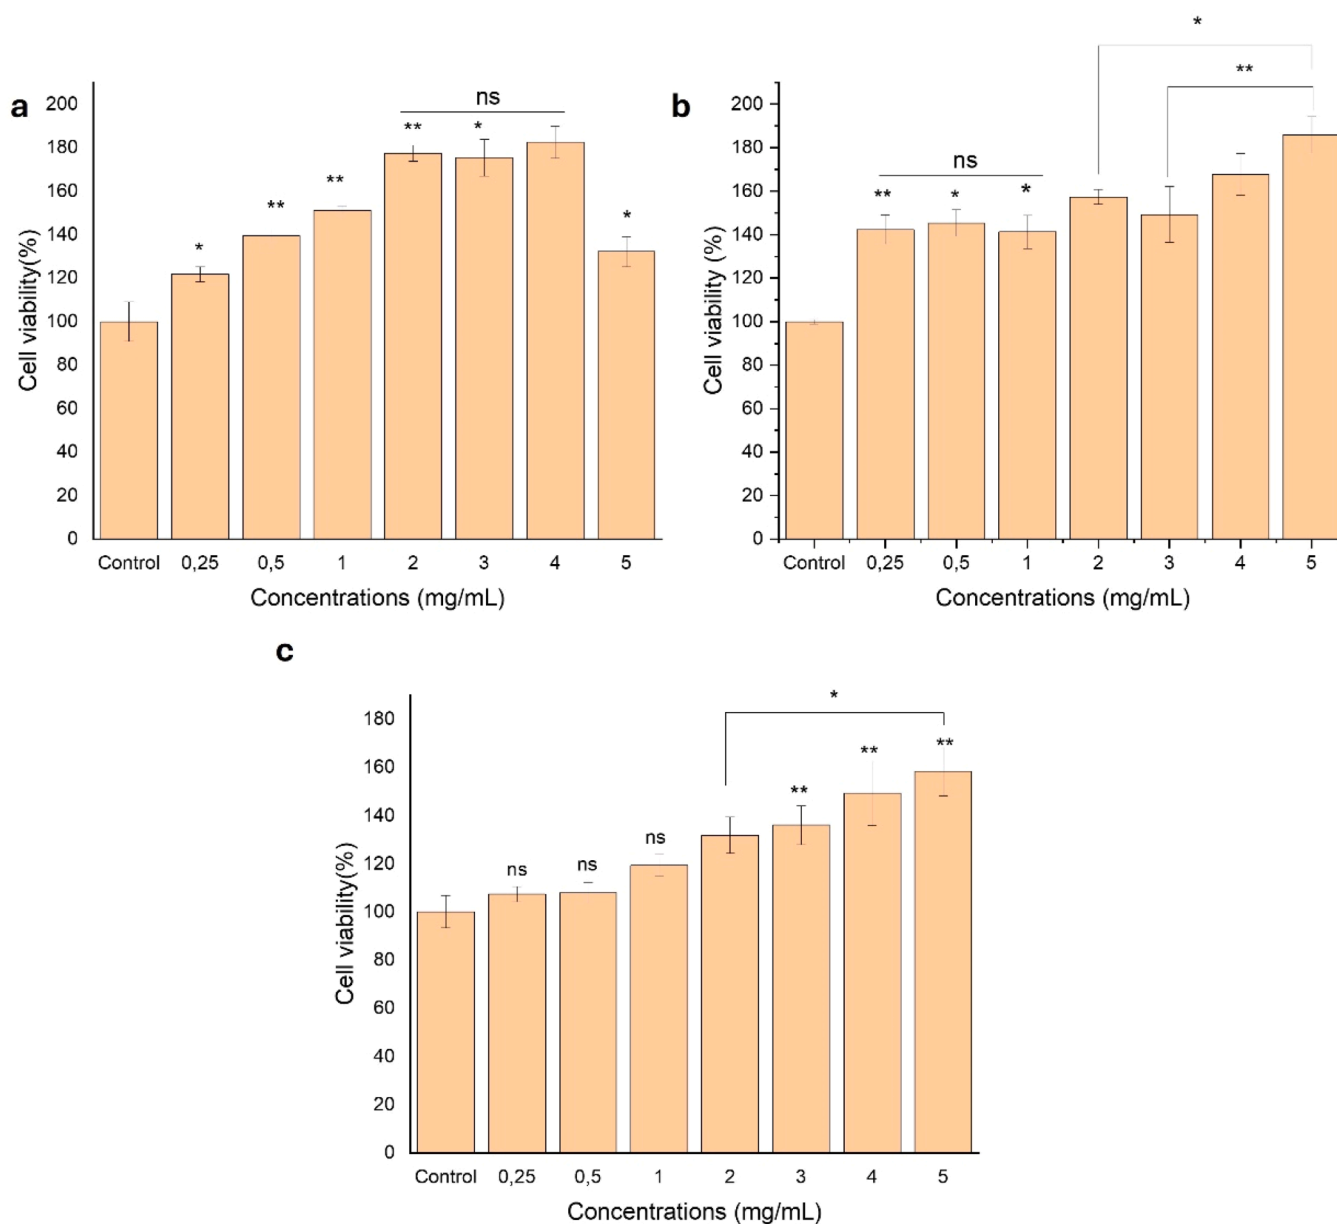 a
Cell viability(%)
200
180
160
140
120
100
80
60
40
20
0
ns
* ** ** ** * *
Control 0,25 0,5 1 2 3 4 5
Concentrations (mg/mL)
b
Cell viability (%)
200
180
160
140
120
100
80
60
40
20
0
*
**
ns
** * *
Control 0,25 0,5 1 2 3 4 5
Concentrations (mg/mL)
c
Cell viability(%)
180
160
140
120
100
80
60
40
20
0
*
ns ns ns ** ** **
Control 0,25 0,5 1 2 3 4 5
Concentrations (mg/mL)